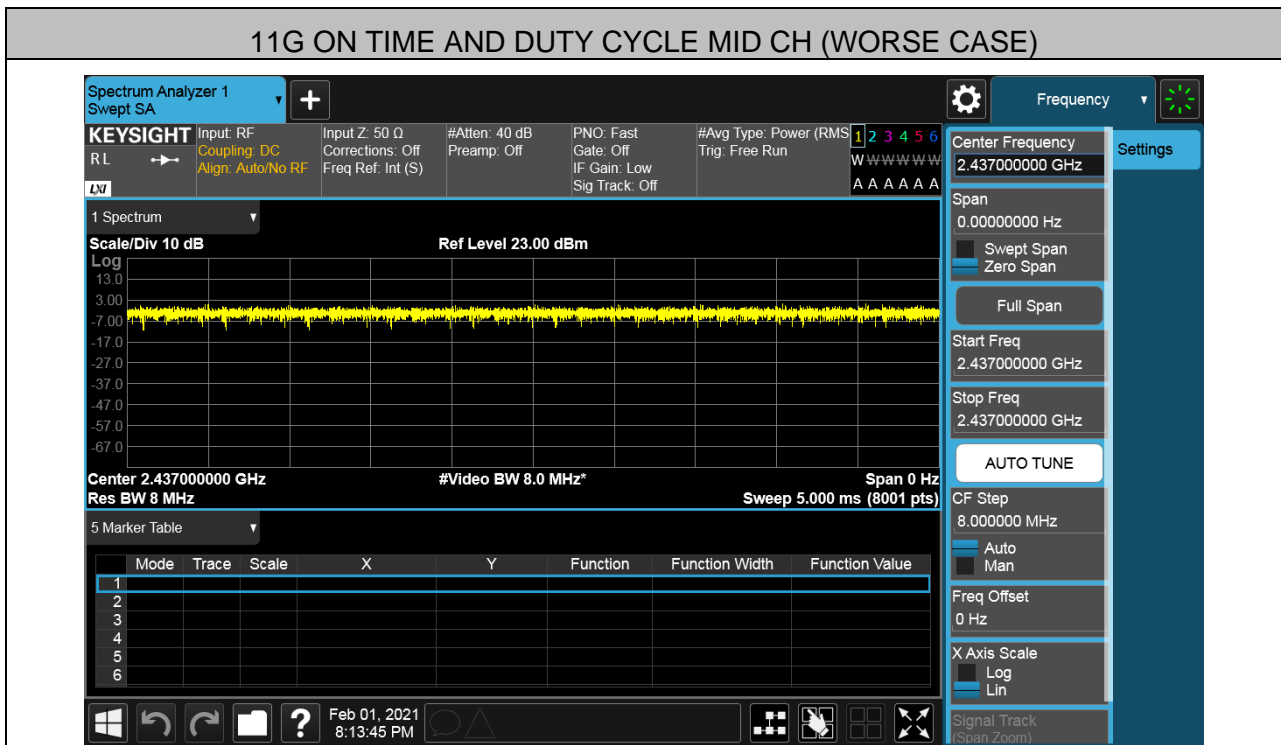 11G ON TIME AND DUTY CYCLE MID CH (WORSE CASE)
Spectrum Analyzer 1
Swept SA
Frequency
KEYSIGHT
RL
LXI
Input: RF
Coupling: DC
Align: Auto/No RF
Input Z: 50 Ω
Corrections: Off
Freq Ref: Int (S)
#Atten: 40 dB
Preamp: Off
PNO: Fast
Gate: Off
IF Gain: Low
Sig Track: Off
#Avg Type: Power (RMS
Trig: Free Run
1 2 3 4 5 6
W W W W W W
A A A A A A
1 Spectrum
Scale/Div 10 dB
Ref Level 23.00 dBm
Log
13.0
3.00
-7.00
-17.0
-27.0
-37.0
-47.0
-57.0
-67.0
Center 2.437000000 GHz
#Video BW 8.0 MHz*
Span 0 Hz
Res BW 8 MHz
Sweep 5.000 ms (8001 pts)
5 Marker Table
Mode Trace Scale X Y Function Function Width Function Value
1
2
3
4
5
6
Feb 01, 2021
8:13:45 PM
Center Frequency
2.437000000 GHz
Settings
Span
0.00000000 Hz
Swept Span
Zero Span
Full Span
Start Freq
2.437000000 GHz
Stop Freq
2.437000000 GHz
AUTO TUNE
CF Step
8.000000 MHz
Auto
Man
Freq Offset
0 Hz
X Axis Scale
Log
Lin
Signal Track
(Span Zoom)